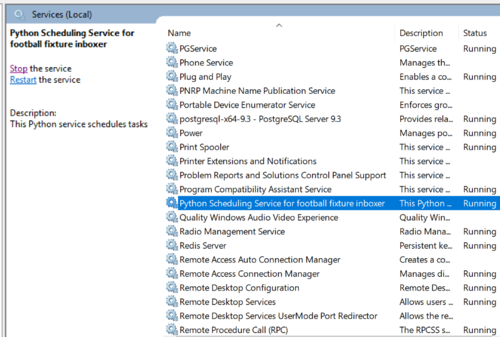 Services (Local)
Python Scheduling Service for
football fixture inboxer
Stop the service
Restart the service
Description:
This Python service schedules tasks
Name Description Status
PGService PGService Running
Phone Service Manages th...
Plug and Play Enables a co... Running
PNRP Machine Name Publication Service This service ...
Portable Device Enumerator Service Enforces gro...
postgresql-x64-9.3 - PostgreSQL Server 9.3 Provides rela... Running
Power Manages po... Running
Print Spooler This service ... Running
Printer Extensions and Notifications This service ...
Problem Reports and Solutions Control Panel Support This service ...
Program Compatibility Assistant Service This service ... Running
Python Scheduling Service for football fixture inboxer This Python ... Running
Quality Windows Audio Video Experience Quality Win...
Radio Management Service Radio Mana... Running
Redis Server Persistent ke... Running
Remote Access Auto Connection Manager Creates a co...
Remote Access Connection Manager Manages di... Running
Remote Desktop Configuration Remote Des... Running
Remote Desktop Services Allows users ... Running
Remote Desktop Services UserMode Port Redirector Allows the re... Running
Remote Procedure Call (RPC) The RPCSS s... Running